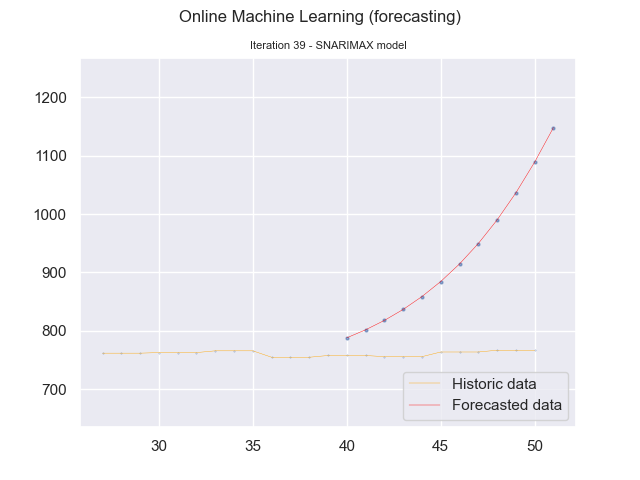 Online Machine Learning (forecasting)
Iteration 39 - SNARIMAX model
1200
1100
1000
900
800
700
30
35
40
45
50
Historic data
Forecasted data